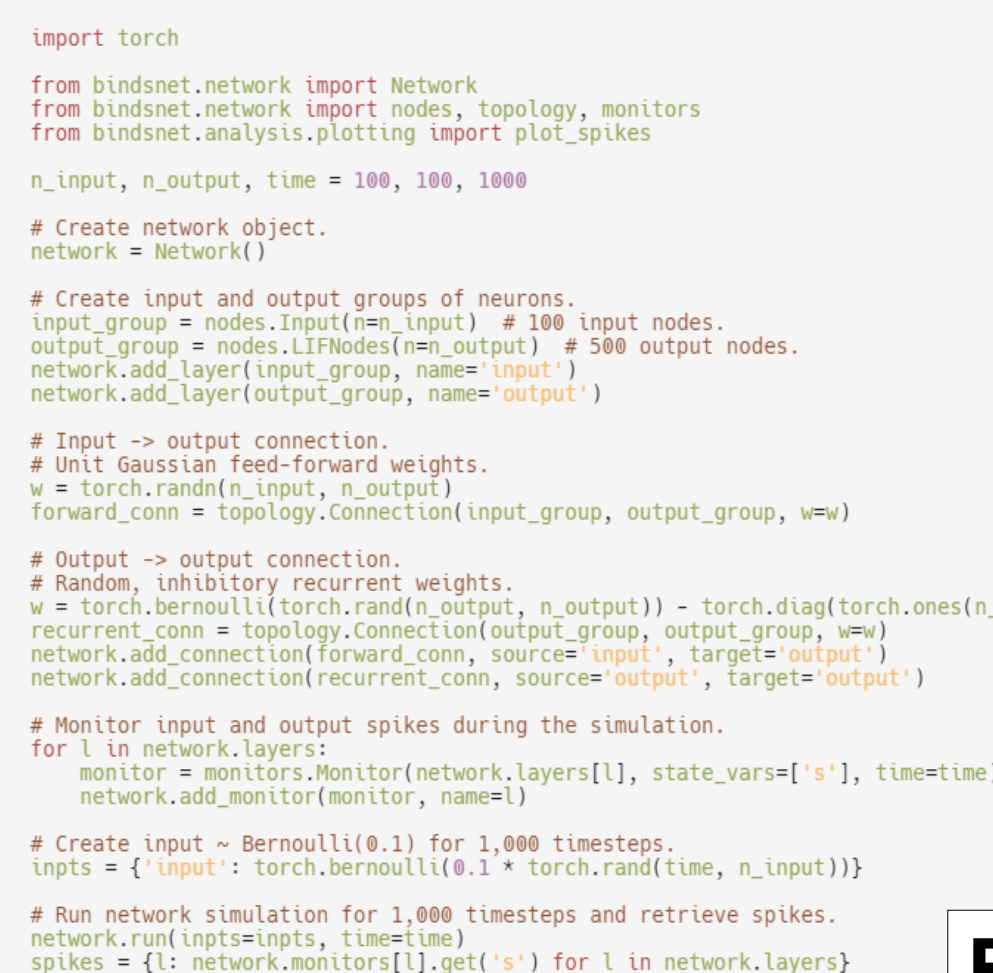 import torch
from bindsnet.network import Network
from bindsnet.network import nodes, topology, monitors
from bindsnet.analysis.plotting import plot_spikes
n_input, n_output, time = 100, 100, 1000
# Create network object.
network = Network()
# Create input and output groups of neurons.
input_group = nodes.Input(n=n_input)  # 100 input nodes.
output_group = nodes.LIFNodes(n=n_output)  # 500 output nodes.
network.add_layer(input_group, name='input')
network.add_layer(output_group, name='output')
# Input -> output connection.
# Unit Gaussian feed-forward weights.
w = torch.randn(n_input, n_output)
forward_conn = topology.Connection(input_group, output_group, w=w)
# Output -> output connection.
# Random, inhibitory recurrent weights.
w = torch.bernoulli(torch.rand(n_output, n_output)) - torch.diag(torch.ones(n_
recurrent_conn = topology.Connection(output_group, output_group, w=w)
network.add_connection(forward_conn, source='input', target='output')
network.add_connection(recurrent_conn, source='output', target='output')
# Monitor input and output spikes during the simulation.
for l in network.layers:
    monitor = monitors.Monitor(network.layers[l], state_vars=['s'], time=time)
    network.add_monitor(monitor, name=l)
# Create input ~ Bernoulli(0.1) for 1,000 timesteps.
inpts = {'input': torch.bernoulli(0.1 * torch.rand(time, n_input))}
# Run network simulation for 1,000 timesteps and retrieve spikes.
network.run(inpts=inpts, time=time)
spikes = {l: network.monitors[l].get('s') for l in network.layers}